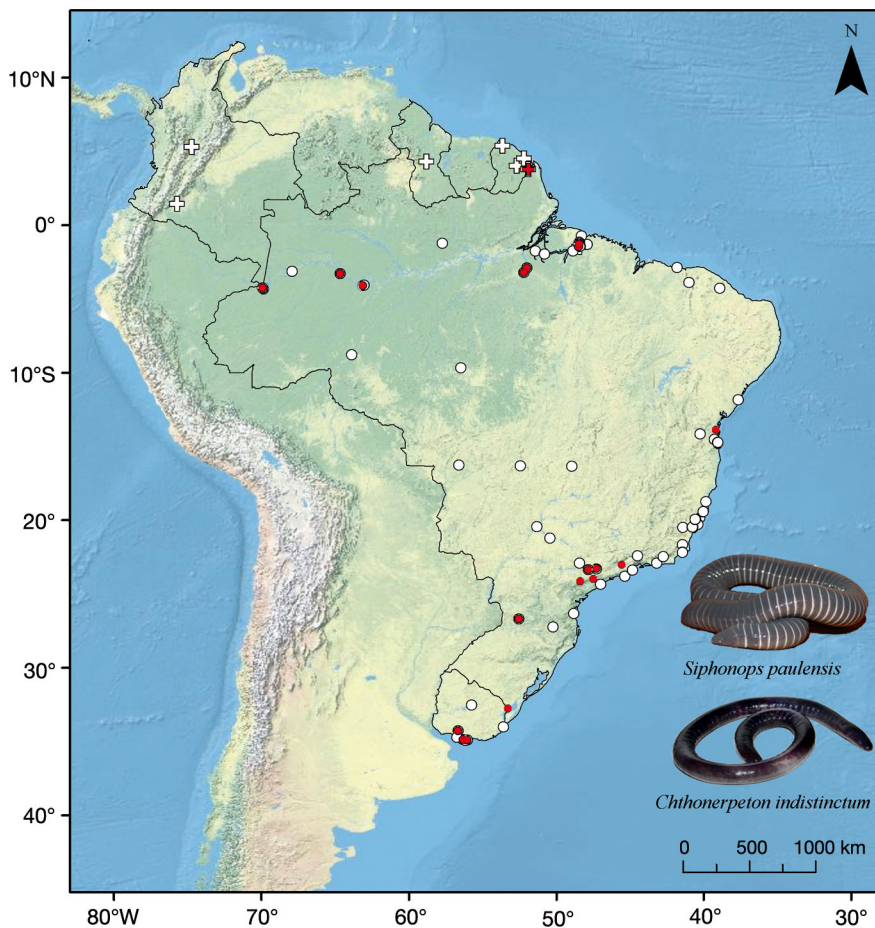 N
10°N
0°
10°S
20°
30°
40°
Siphonops paulensis
Chthonerpeton indistinctum
0 500 1000 km
80°W 70° 60° 50° 40° 30°